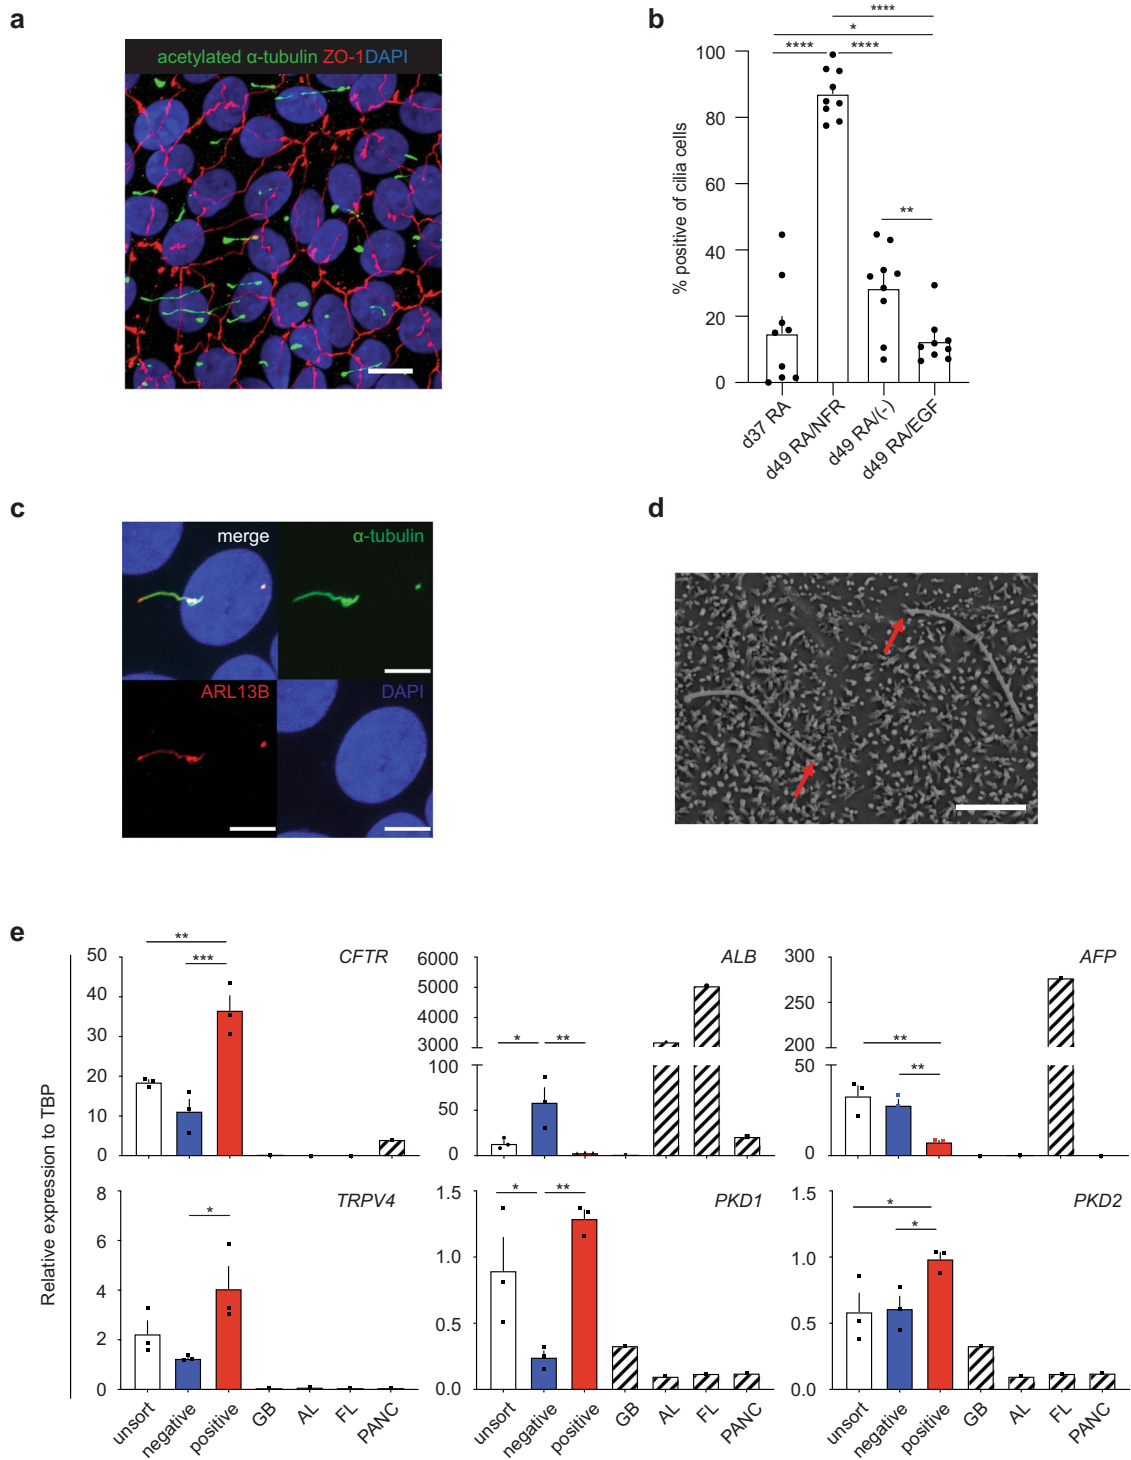 a
acetylated α-tubulin ZO-1DAPI
b
****
*
**** ****
**
% positive of cilia cells
100
80
60
40
20
0
d37 RA
d49 RA/NFR
d49 RA/(-)
d49 RA/EGF
c
merge
α-tubulin
ARL13B
DAPI
d
e
Relative expression to TBP
CFTR
**
***
50
40
30
20
10
0
ALB
* **
6000
5000
4000
3000
100
50
0
AFP
**
**
300
250
200
50
0
TRPV4
*
8
6
4
2
0
unsort
negative
positive
GB
AL
FL
PANC
PKD1
* **
1.5
1.0
0.5
0.0
unsort
negative
positive
GB
AL
FL
PANC
PKD2
*
*
1.5
1.0
0.5
0.0
unsort
negative
positive
GB
AL
FL
PANC